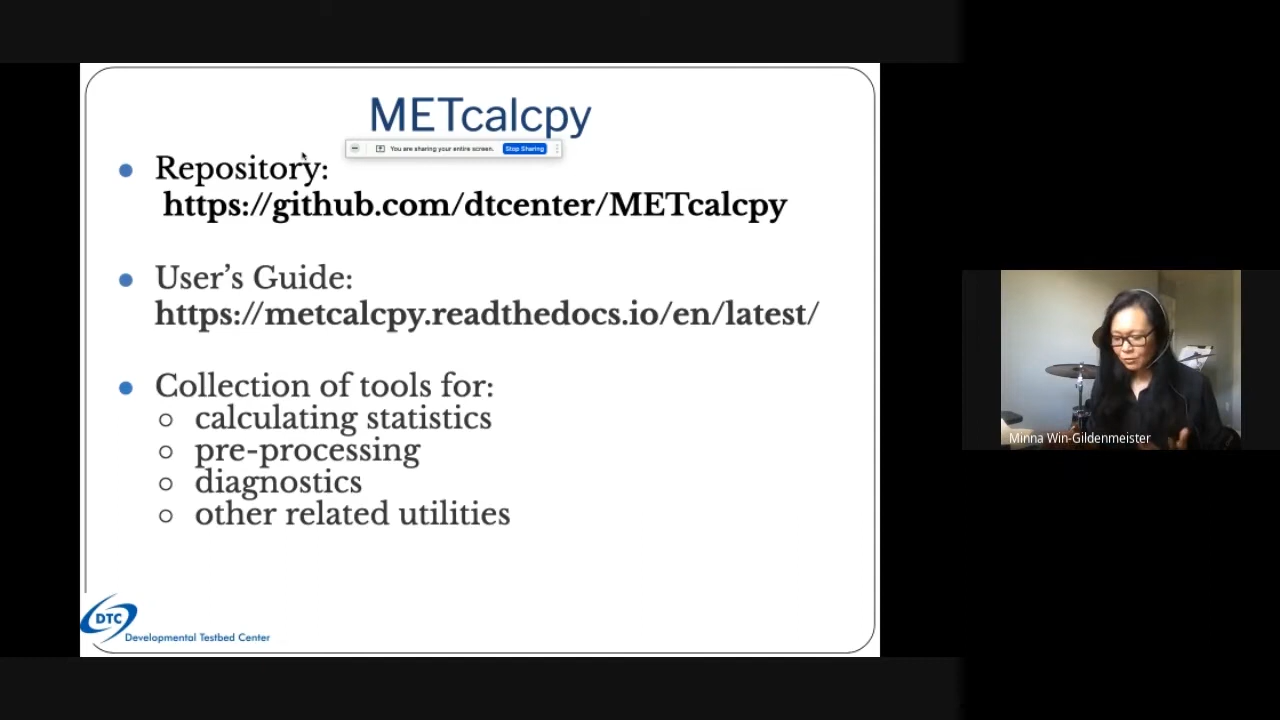 METcalcpy
You are sharing your entire screen. Stop Sharing
Repository:
https://github.com/dtcenter/METcalcpy
User’s Guide:
https://metcalcpy.readthedocs.io/en/latest/
Collection of tools for:
calculating statistics
pre-processing
diagnostics
other related utilities
DTC
Developmental Testbed Center
Minna Win-Gildenmeister